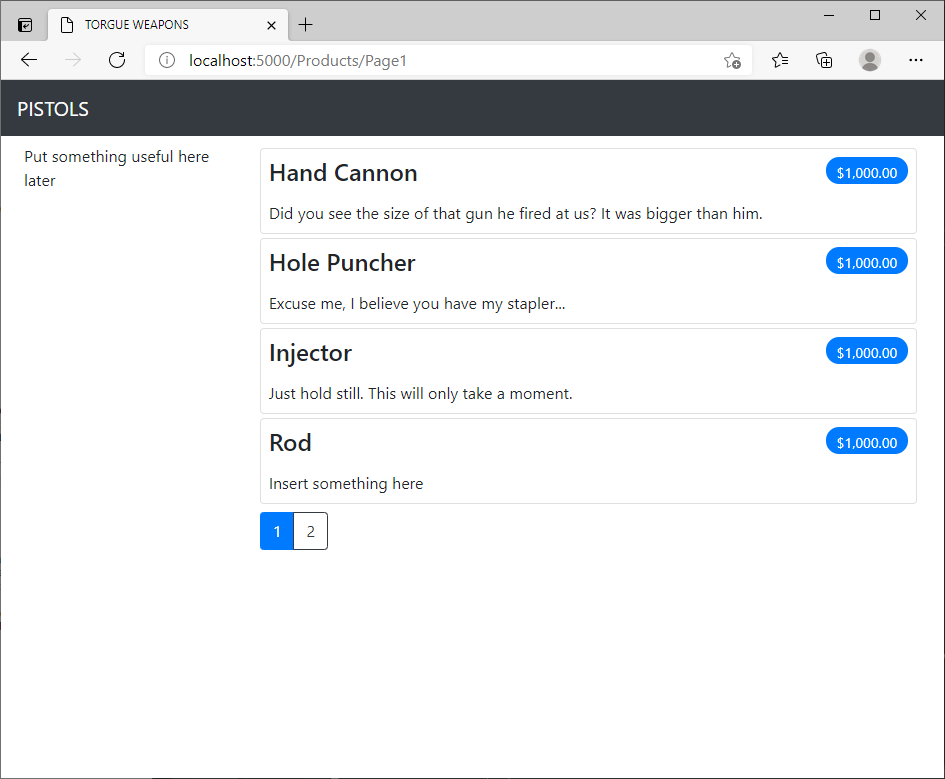 TORGUE WEAPONS
localhost:5000/Products/Page1
PISTOLS
Put something useful here
later
Hand Cannon
$1,000.00
Did you see the size of that gun he fired at us? It was bigger than him.
Hole Puncher
$1,000.00
Excuse me, I believe you have my stapler...
Injector
$1,000.00
Just hold still. This will only take a moment.
Rod
$1,000.00
Insert something here
1 2